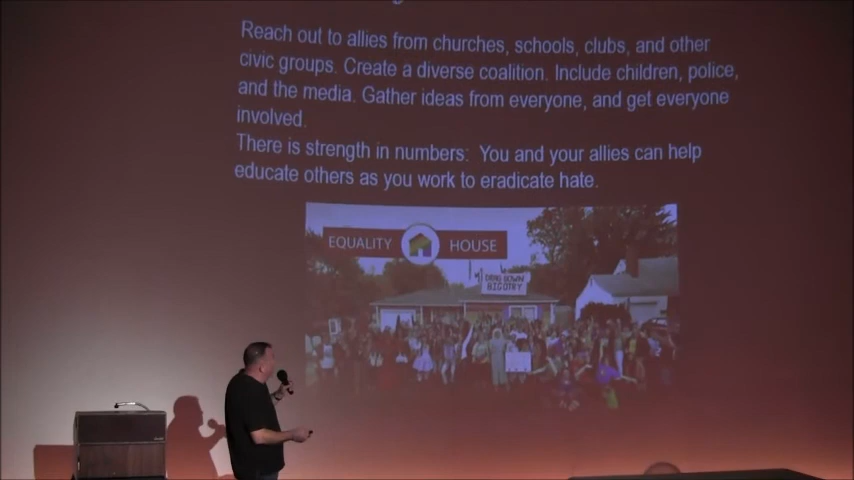 Reach out to allies from churches, schools, clubs, and other
civic groups. Create a diverse coalition. Include children, police,
and the media. Gather ideas from everyone, and get everyone
involved.
There is strength in numbers: You and your allies can help
educate others as you work to eradicate hate.
EQUALITY HOUSE
DOWN
BIGOTRY